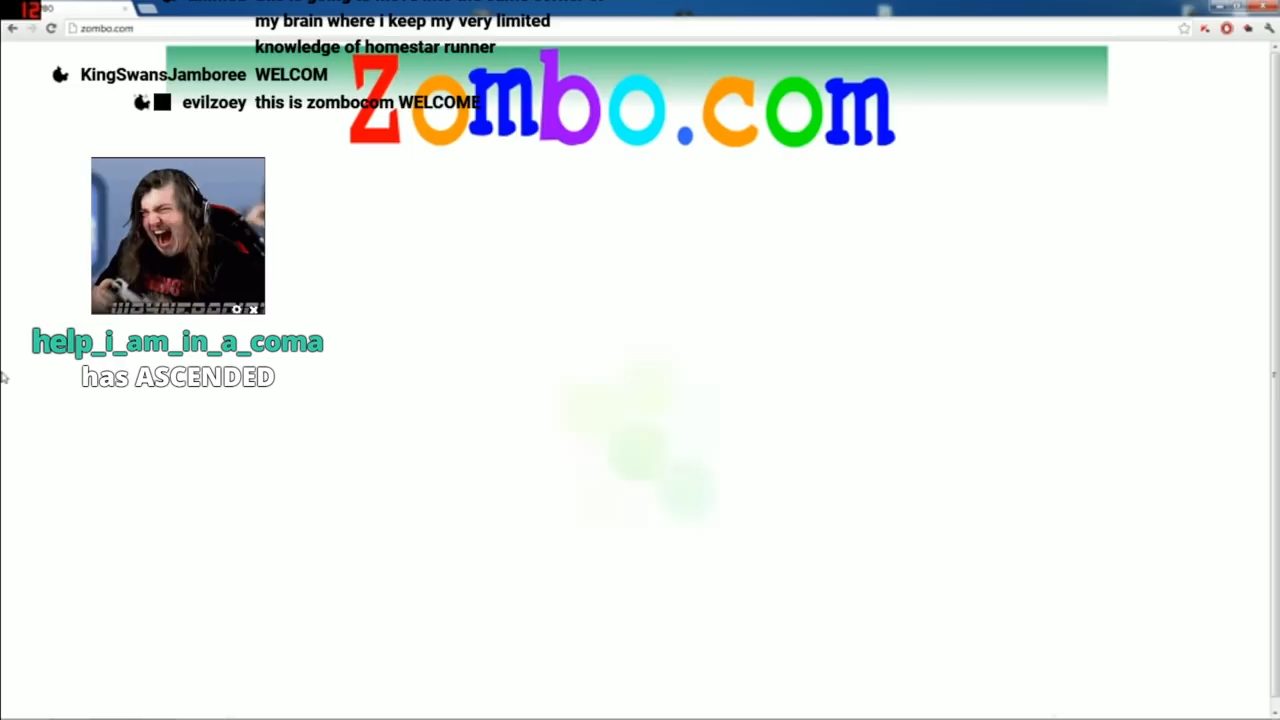 my brain where i keep my very limited
knowledge of homestar runner
zombo.com
KingSwansJamboree WELCOM
evilzoey this is zombocom WELCOME
Zombo.com
help_i_am_in_a_coma
has ASCENDED